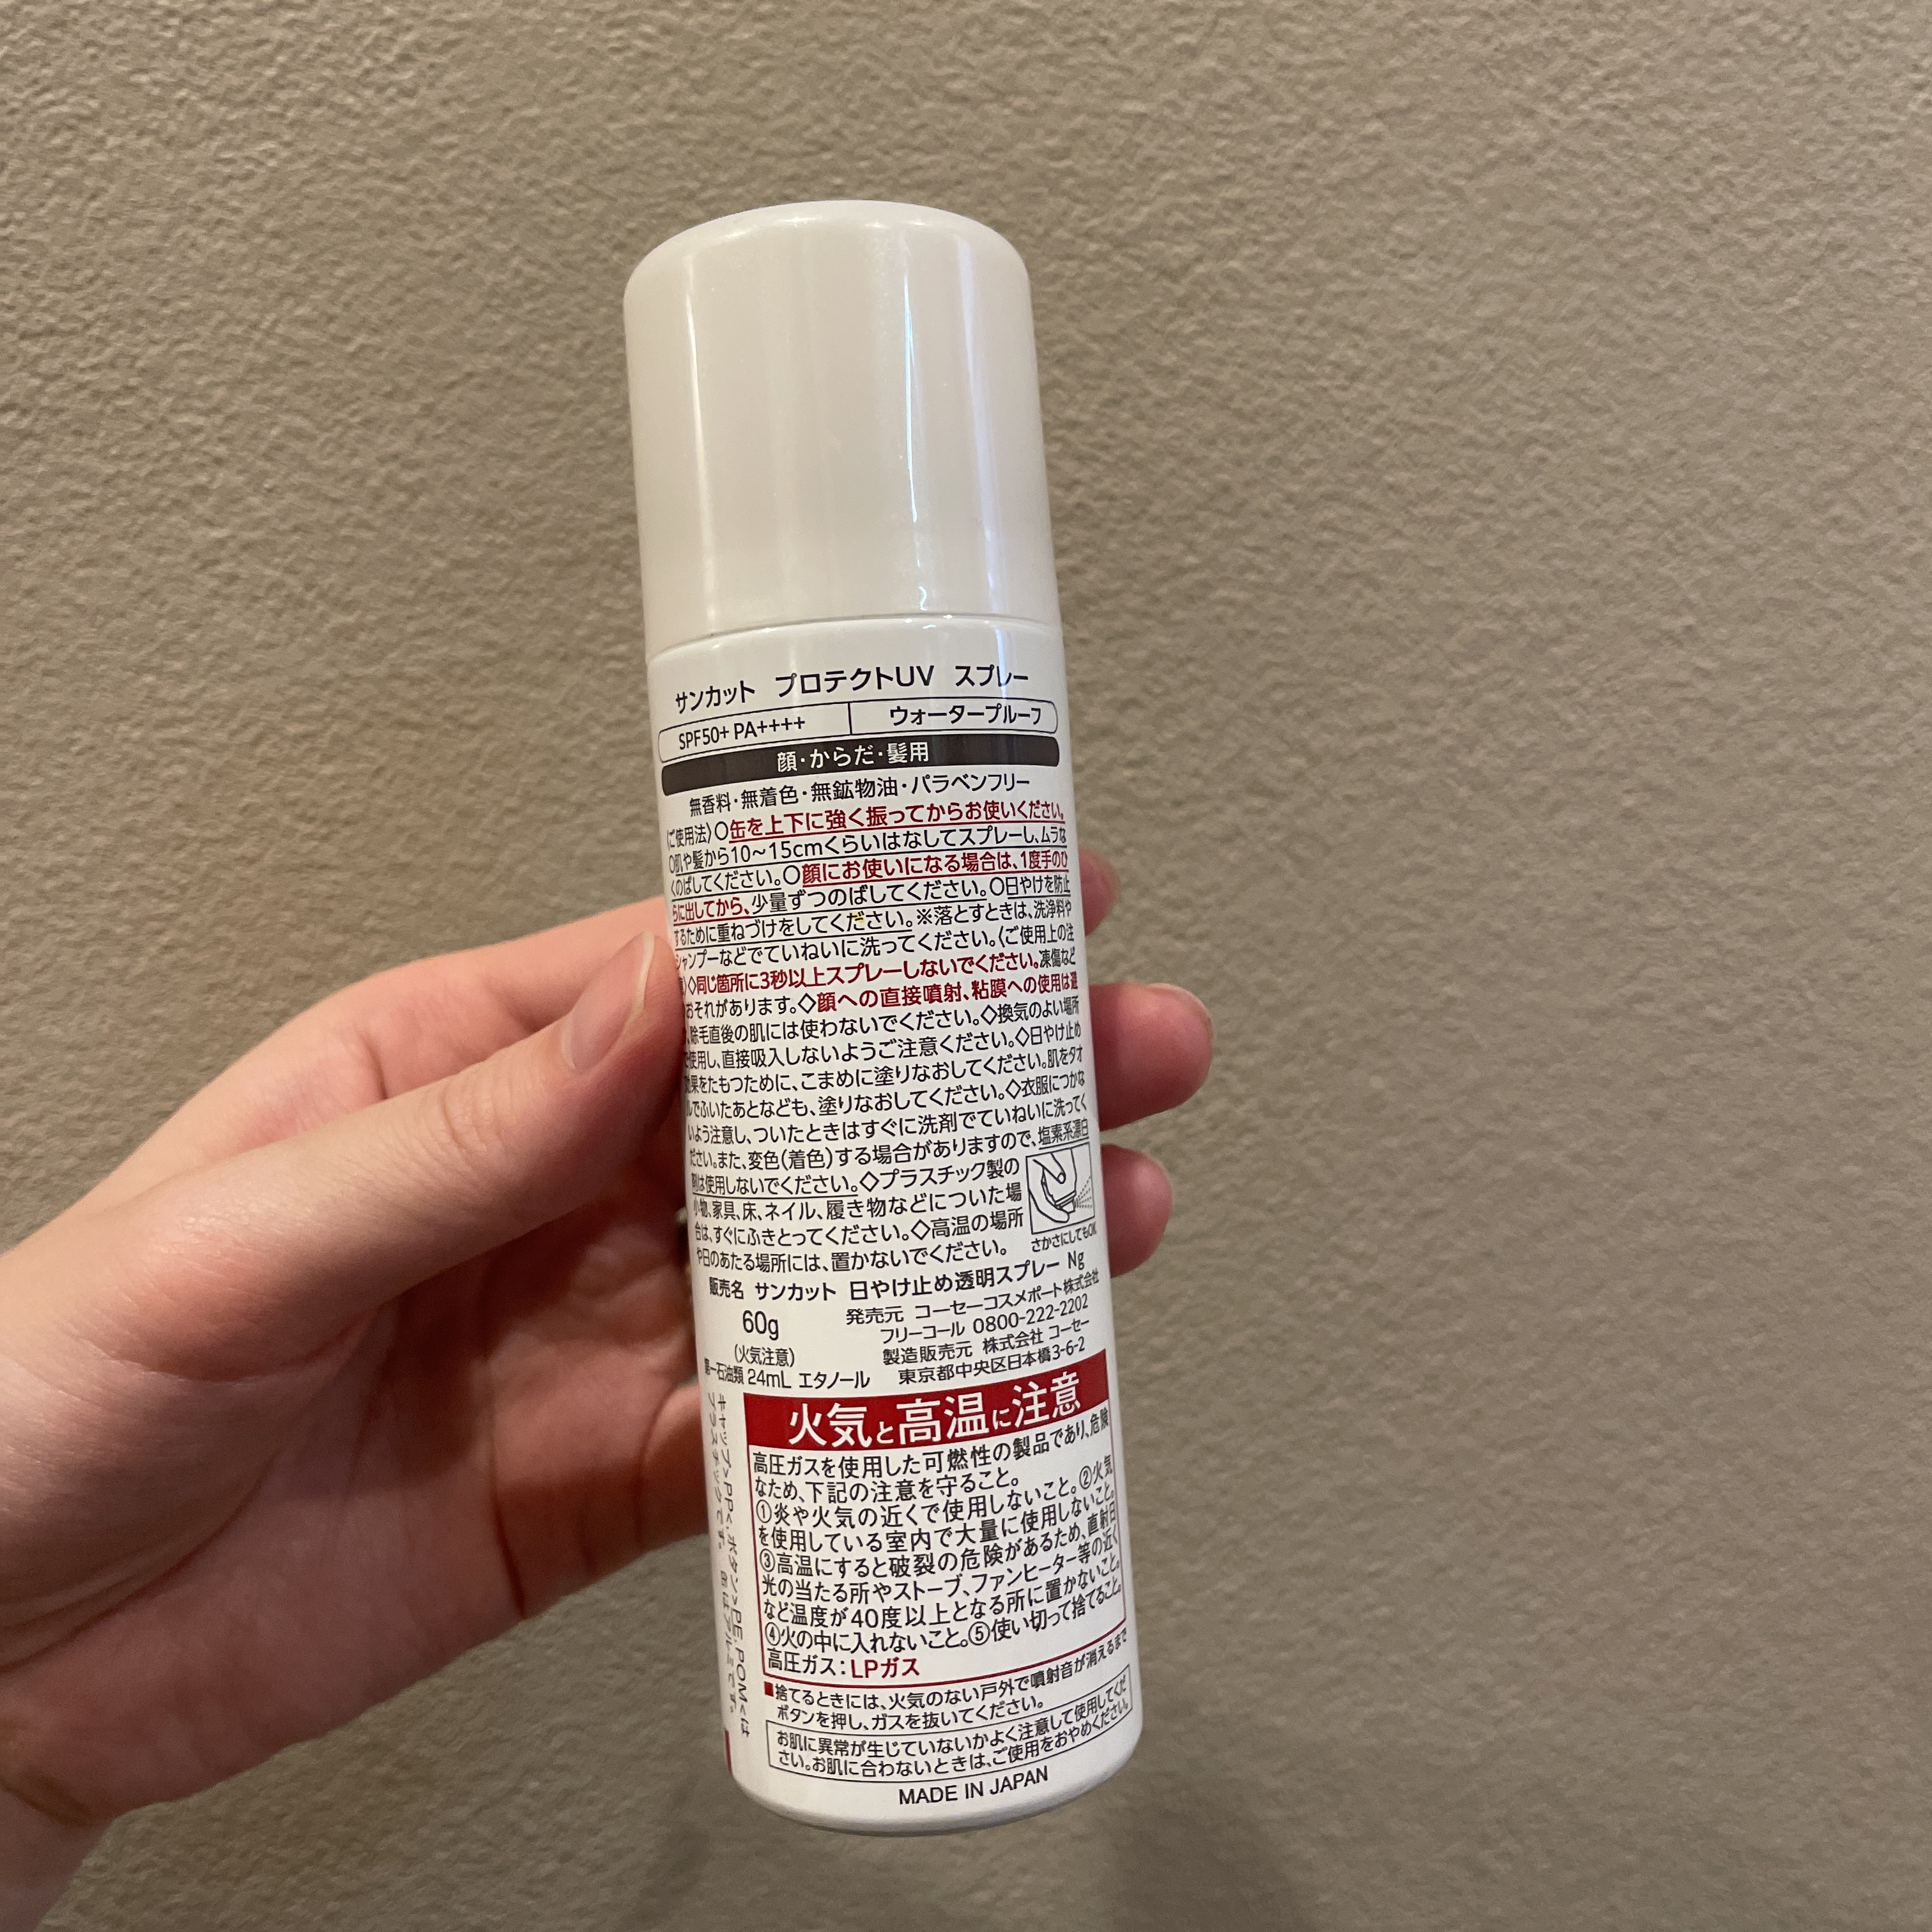 サンカット プロテクトUV スプレー
SPF50+ PA++++ ウォータープルーフ
顔・からだ・髪用
無香料・無着色・無鉱物油・パラベンフリー
〈ご使用法〉○缶を上下に強く振ってからお使いください。
○肌や髪から10~15cmくらいはなしてスプレーし、ムラな
くのばしてください。○顔にお使いになる場合は、1度手のひ
らに出してから、少量ずつのばしてください。○日やけを防止
するために重ねづけをしてください。※落とすときは、洗浄料や
シャンプーなどでていねいに洗ってください。〈ご使用上の注
◇同じ箇所に3秒以上スプレーしないでください。凍傷など
おそれがあります。◇顔への直接噴射、粘膜への使用は避
除毛直後の肌には使わないでください。◇換気のよい場所
使用し、直接吸入しないようご注意ください。◇日やけ止め
効果をたもつために、こまめに塗りなおしてください。肌をタオ
ルでふいたあとなども、塗りなおしてください。◇衣服につかな
いよう注意し、ついたときはすぐに洗剤でていねいに洗ってく
ださい。また、変色(着色)する場合がありますので、塩素系漂白
剤は使用しないでください。◇プラスチック製の
小物、家具、床、ネイル、履き物などについた場
合は、すぐにふきとってください。◇高温の場所
や日のあたる場所には、置かないでください。
さかさにしてもOK
販売名 サンカット 日やけ止め透明スプレー Ng
60g
(火気注意)
第一石油類 24mL エタノール
発売元 コーセーコスメポート株式会社
フリーコール 0800-222-2202
製造販売元 株式会社 コーセー
東京都中央区日本橋3-6-2
火気と高温に注意
高圧ガスを使用した可燃性の製品であり、危険
なため、下記の注意を守ること。
①炎や火気の近くで使用しないこと。②火気
を使用している室内で大量に使用しないこと。
③高温にすると破裂の危険があるため、直射日
光の当たる所やストーブ、ファンヒーター等の近く
など温度が40度以上となる所に置かないこと。
④火の中に入れないこと。⑤使い切って捨てること。
高圧ガス：LPガス
■捨てるときには、火気のない戸外で噴射音が消えるまで
ボタンを押し、ガスを抜いてください。
お肌に異常が生じていないかよく注意して使用してくだ
さい。お肌に合わないときは、ご使用をおやめください。
MADE IN JAPAN
キャップ>PP<、ボタン>PE,POM<は
プラスチックです。缶はアルミです。